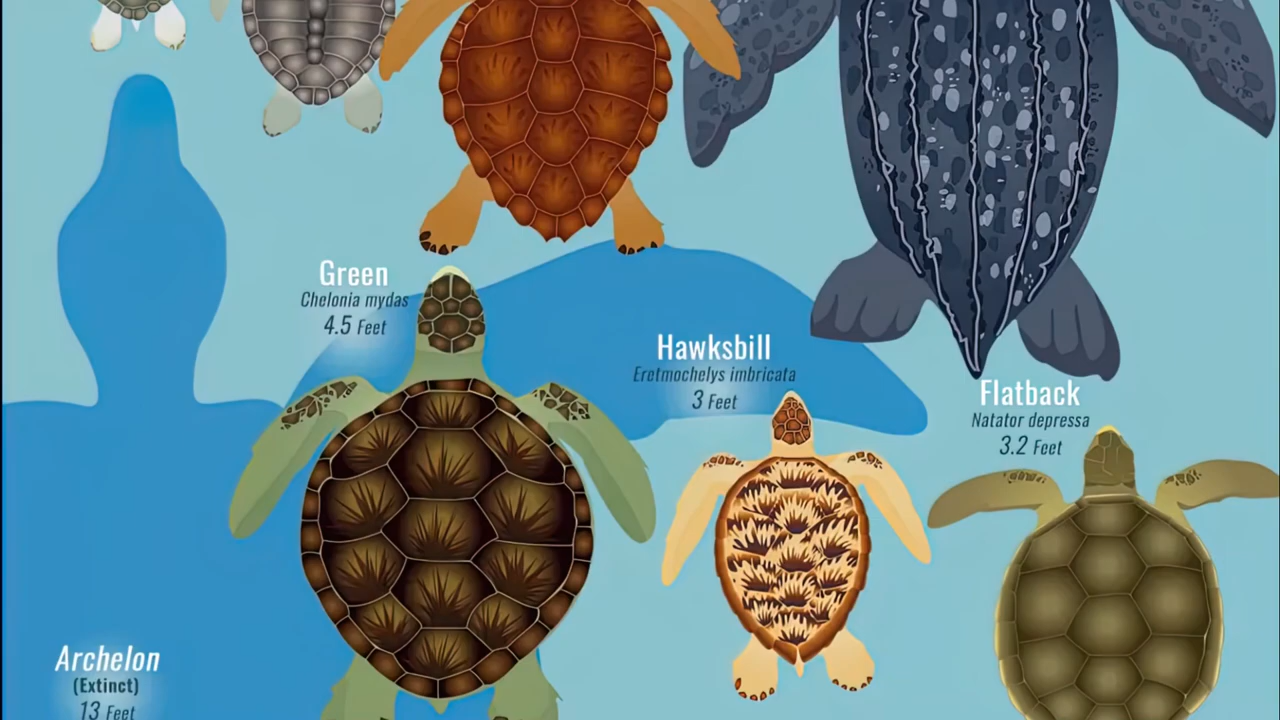 Green
Chelonia mydas
4.5 Feet
Hawksbill
Eretmochelys imbricata
3 Feet
Flatback
Natator depressa
3.2 Feet
Archelon
(Extinct)
13 Feet